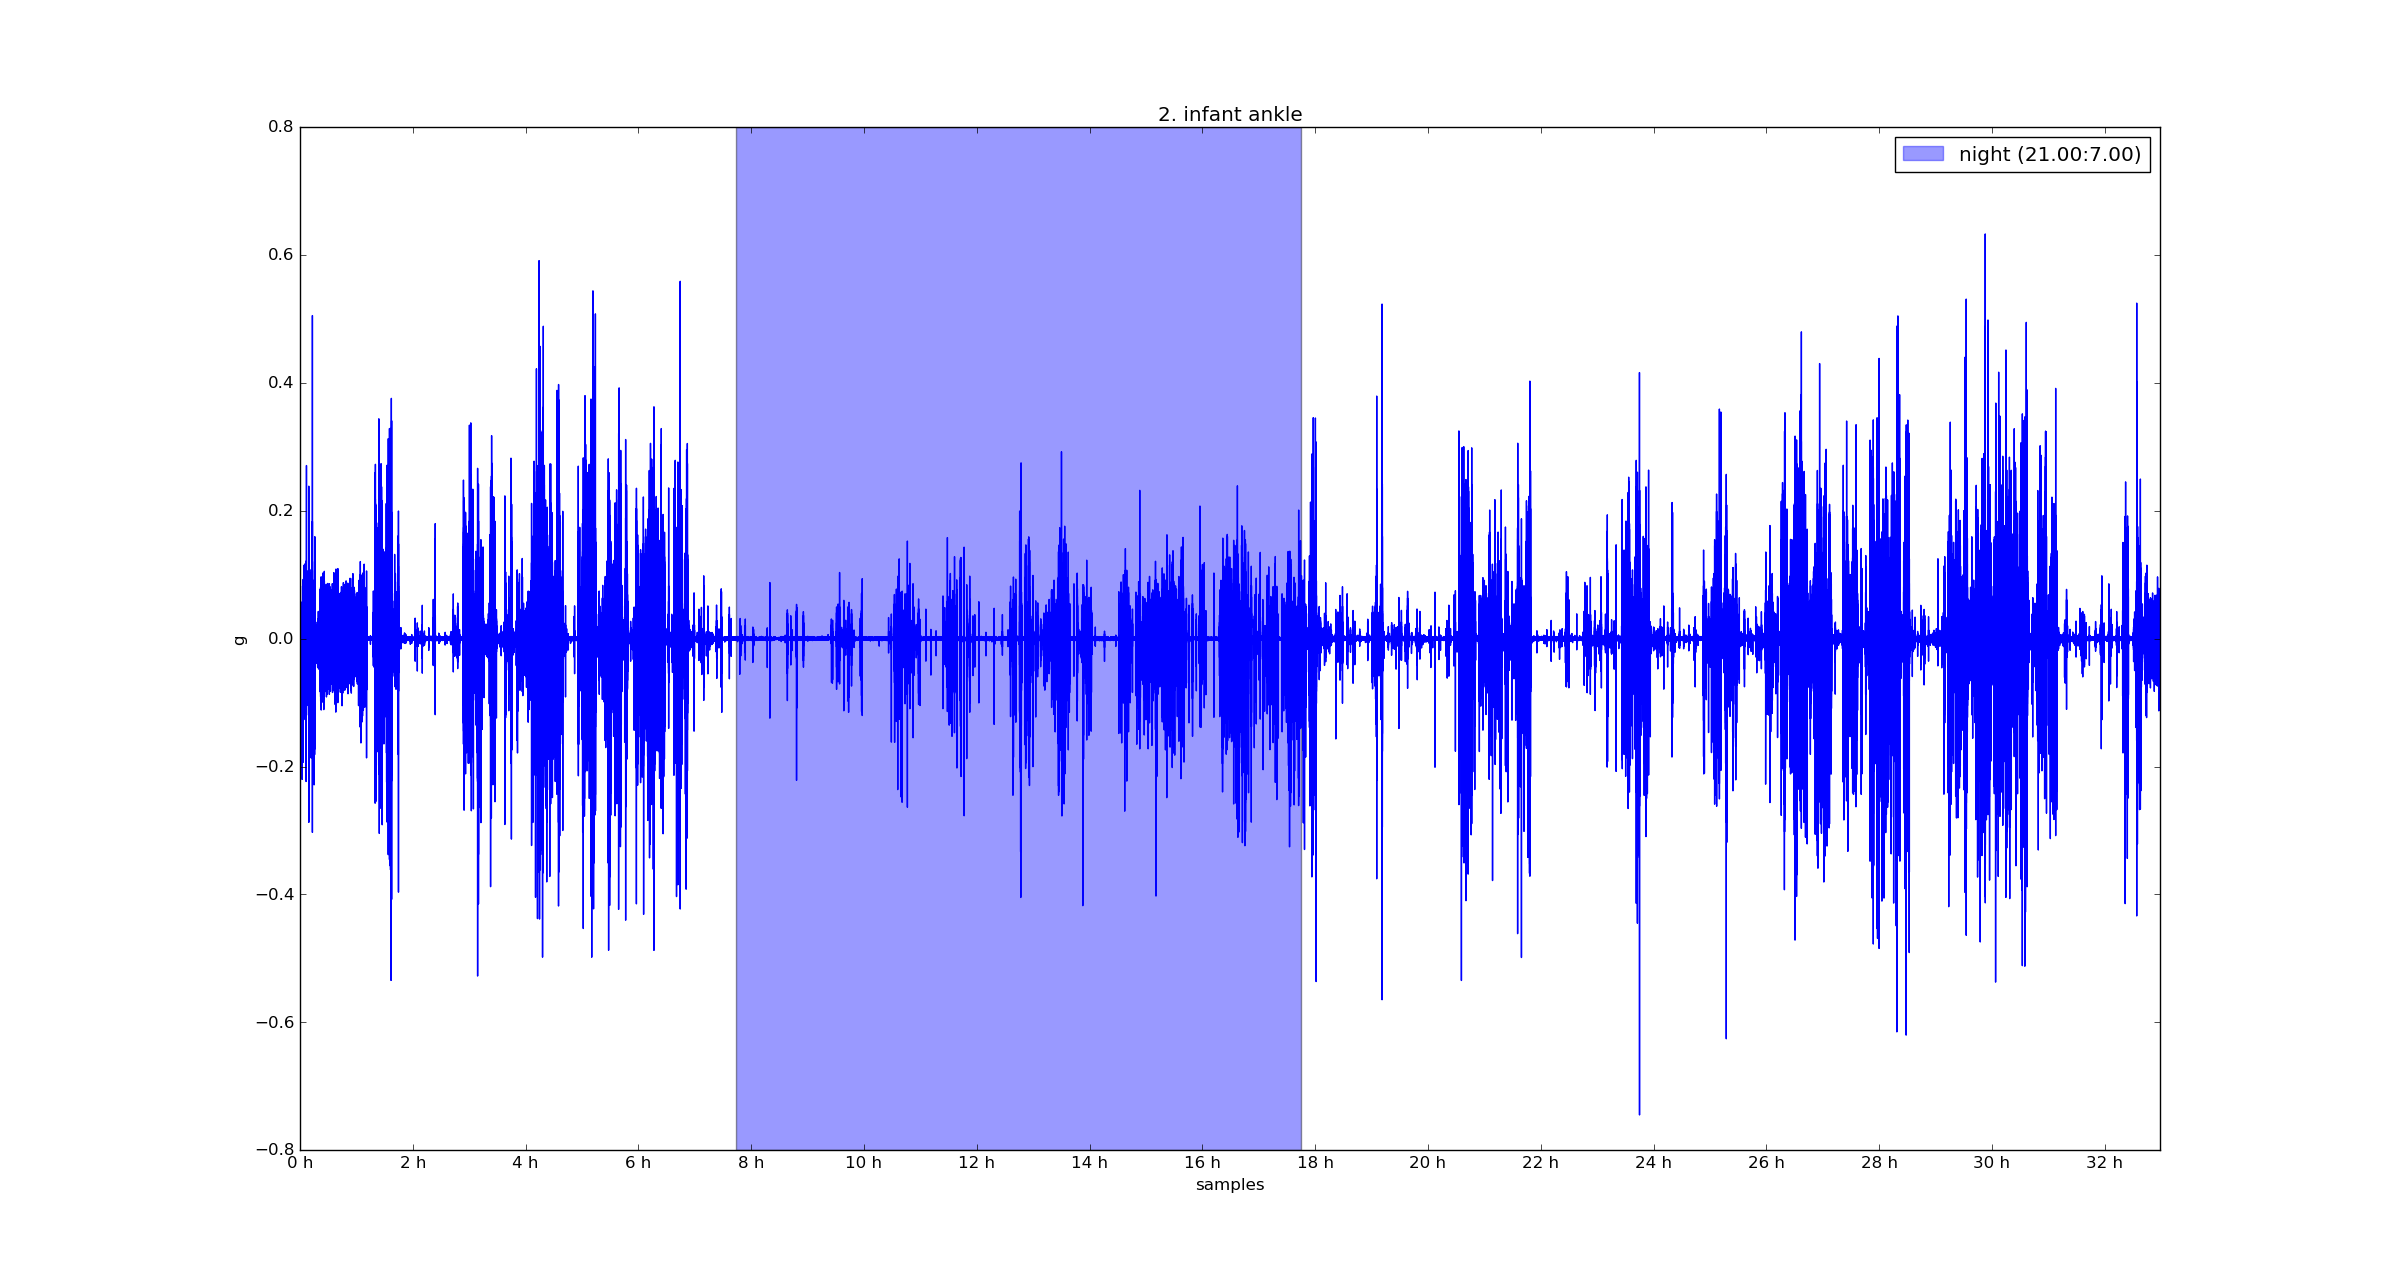 2. infant ankle
night (21.00:7.00)
0.8
0.6
0.4
0.2
0.0
−0.2
−0.4
−0.6
−0.8
g
0 h 2 h 4 h 6 h 8 h 10 h 12 h 14 h 16 h 18 h 20 h 22 h 24 h 26 h 28 h 30 h 32 h
samples